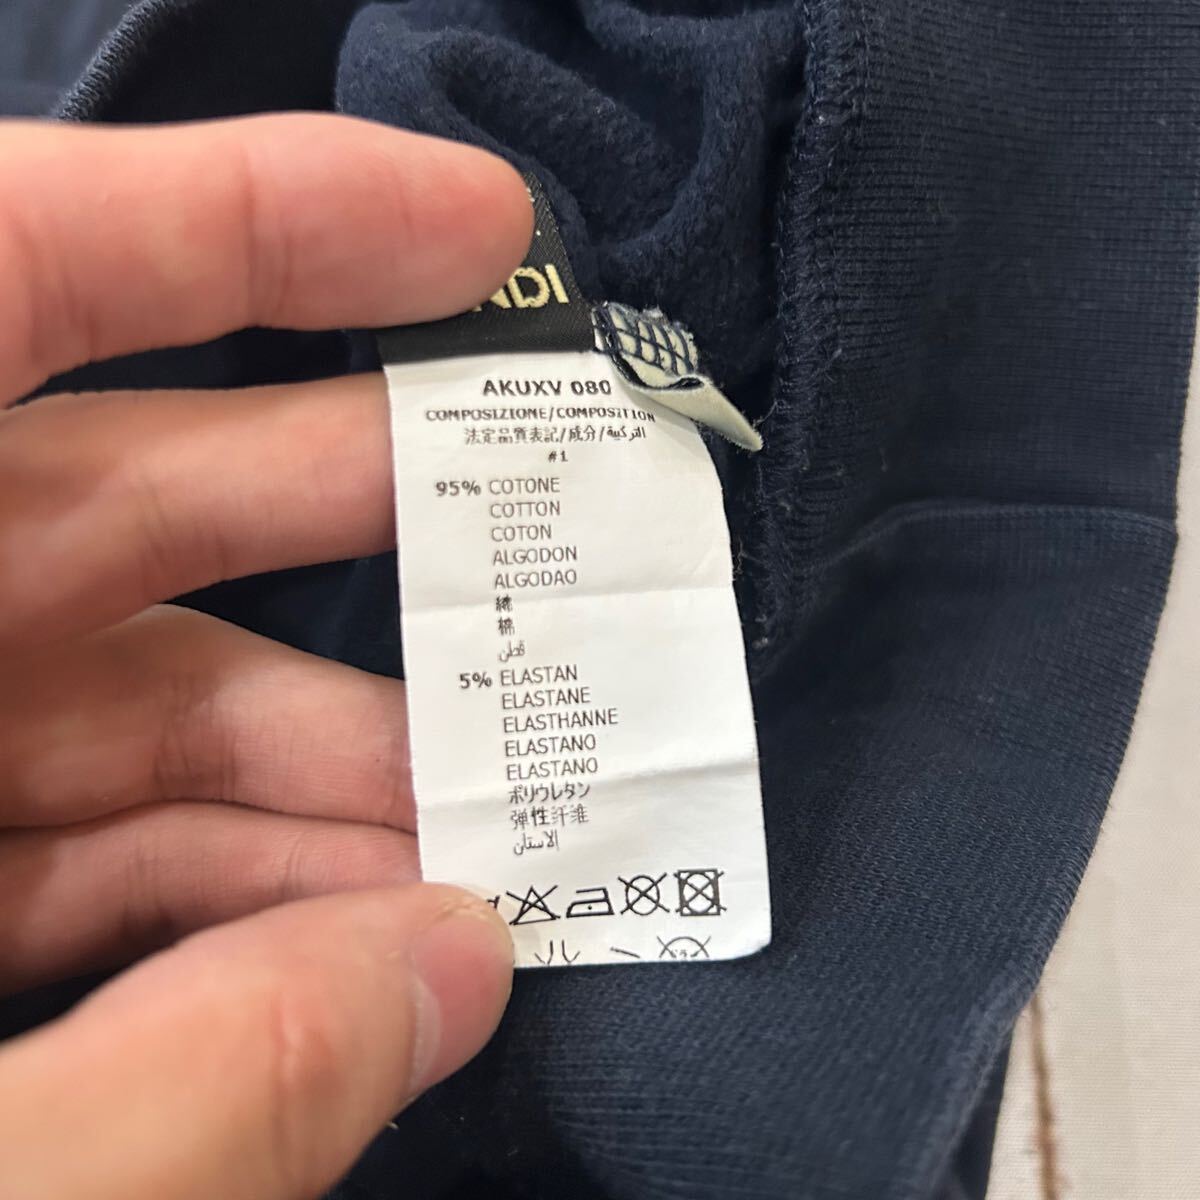 NDI
AKUXV 080
COMPOSIZIONE/COMPOSITION
法定品質表記/成分/التركيبة
#1
95% COTONE
COTTON
COTON
ALGODON
ALGODAO
綿
棉
قطن
5% ELASTAN
ELASTANE
ELASTHANNE
ELASTANO
ELASTANO
ポリウレタン
弹性纤维
الاستان